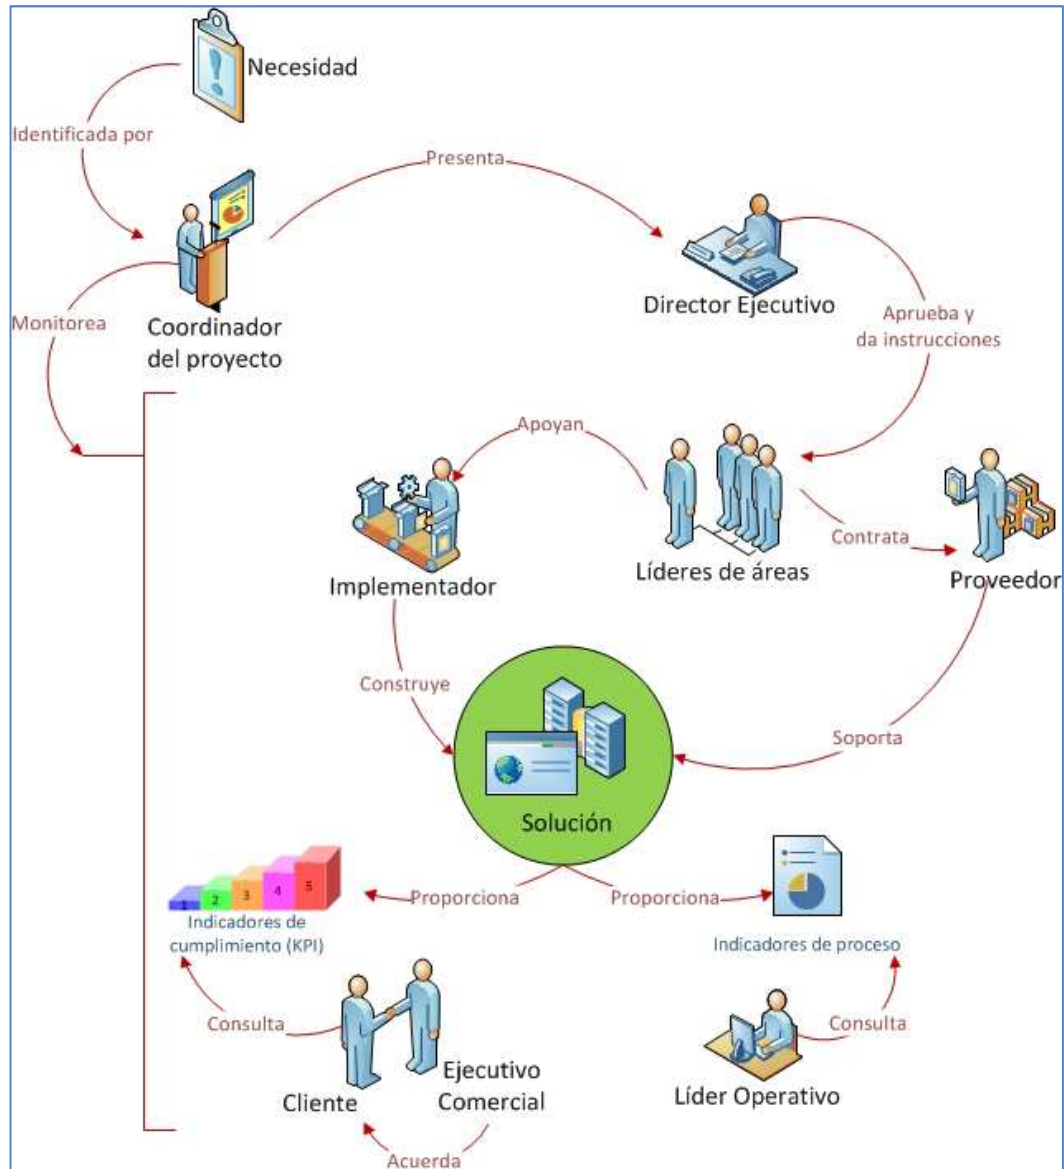 Necesidad
Identificada por
Presenta
Monitorea
Coordinador
del proyecto
Director Ejecutivo
Aprueba y
da instrucciones
Apoyan
Contrata
Implementador
Líderes de áreas
Proveedor
Construye
Soporta
Solución
1
2
3
4
5
Proporciona
Proporciona
Indicadores de
cumplimiento (KPI)
Indicadores de proceso
Consulta
Consulta
Cliente
Ejecutivo
Comercial
Líder Operativo
Acuerda